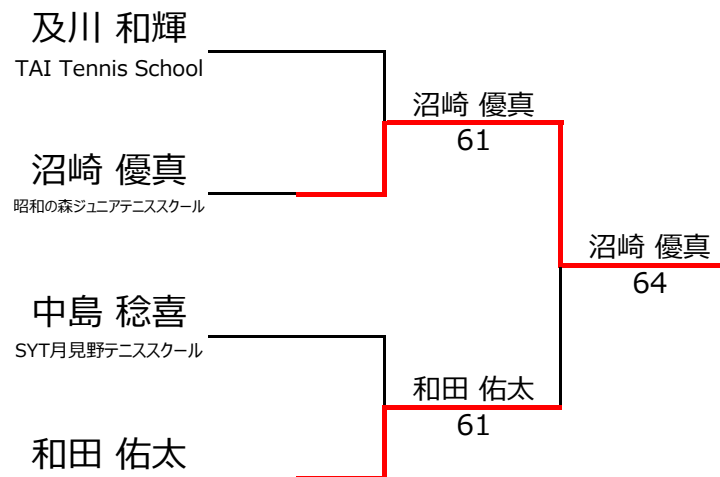 及川 和輝
TAI Tennis School
沼崎 優真
61
沼崎 優真
昭和の森ジュニアテニススクール
沼崎 優真
64
中島 稔喜
SYT月見野テニススクール
和田 佑太
61
和田 佑太